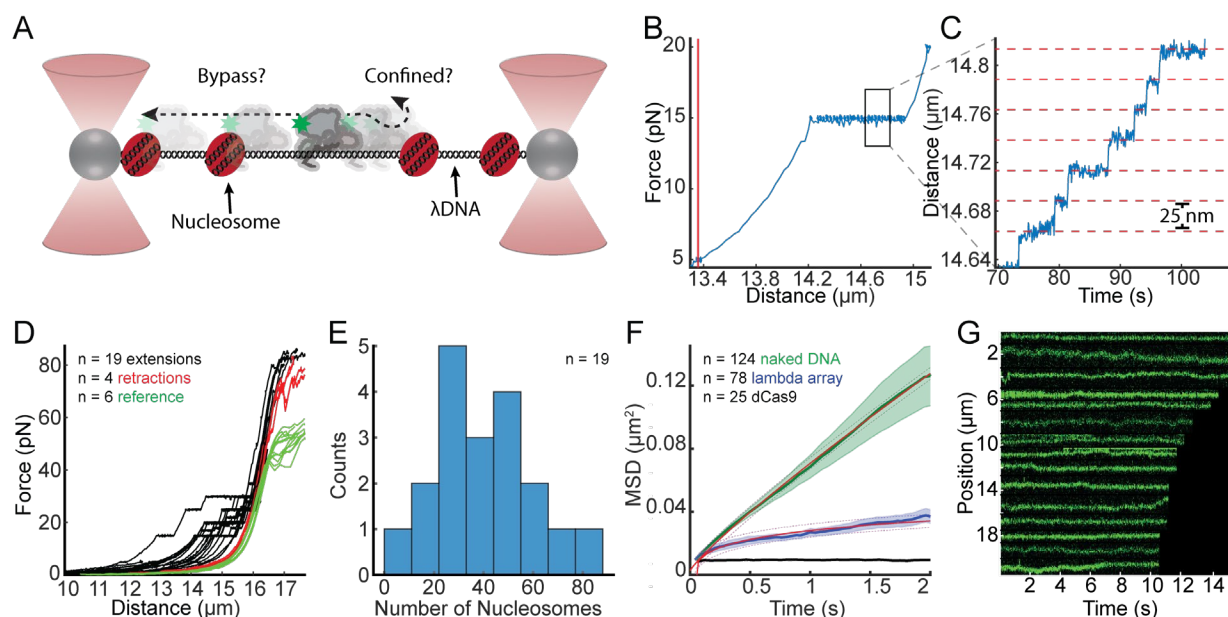 A
Bypass?
Confined?
Nucleosome
λDNA
B
Force (pN)
20
15
10
5
13.4
13.8
14.2
14.6
15
Distance (μm)
C
Distance (μm)
14.8
14.76
14.72
14.68
14.64
25 nm
70
80
90
100
Time (s)
D
n = 19 extensions
n = 4 retractions
n = 6 reference
Force (pN)
80
60
40
20
0
10
11
12
13
14
15
16
17
Distance (μm)
E
n = 19
Counts
5
4
3
2
1
0
0
20
40
60
80
Number of Nucleosomes
F
n = 124 naked DNA
n = 78 lambda array
n = 25 dCas9
MSD (μm²)
0.12
0.08
0.04
0
0
0.5
1.0
1.5
2.0
Time (s)
G
Position (μm)
2
6
10
14
18
2
4
6
8
10
12
14
Time (s)